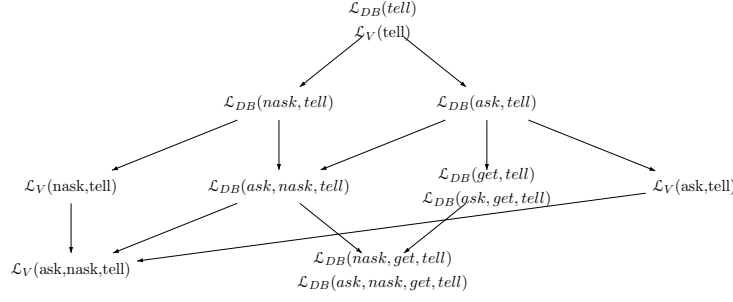 ℒ_DB(tell)
ℒ_V(tell)
ℒ_DB(nask, tell) ℒ_DB(ask, tell)
ℒ_DB(get, tell)
ℒ_V(nask,tell) ℒ_DB(ask, nask, tell) ℒ_V(ask,tell)
ℒ_DB(ask, get, tell)
ℒ_DB(nask, get, tell)
ℒ_V(ask,nask,tell)
ℒ_DB(ask, nask, get, tell)